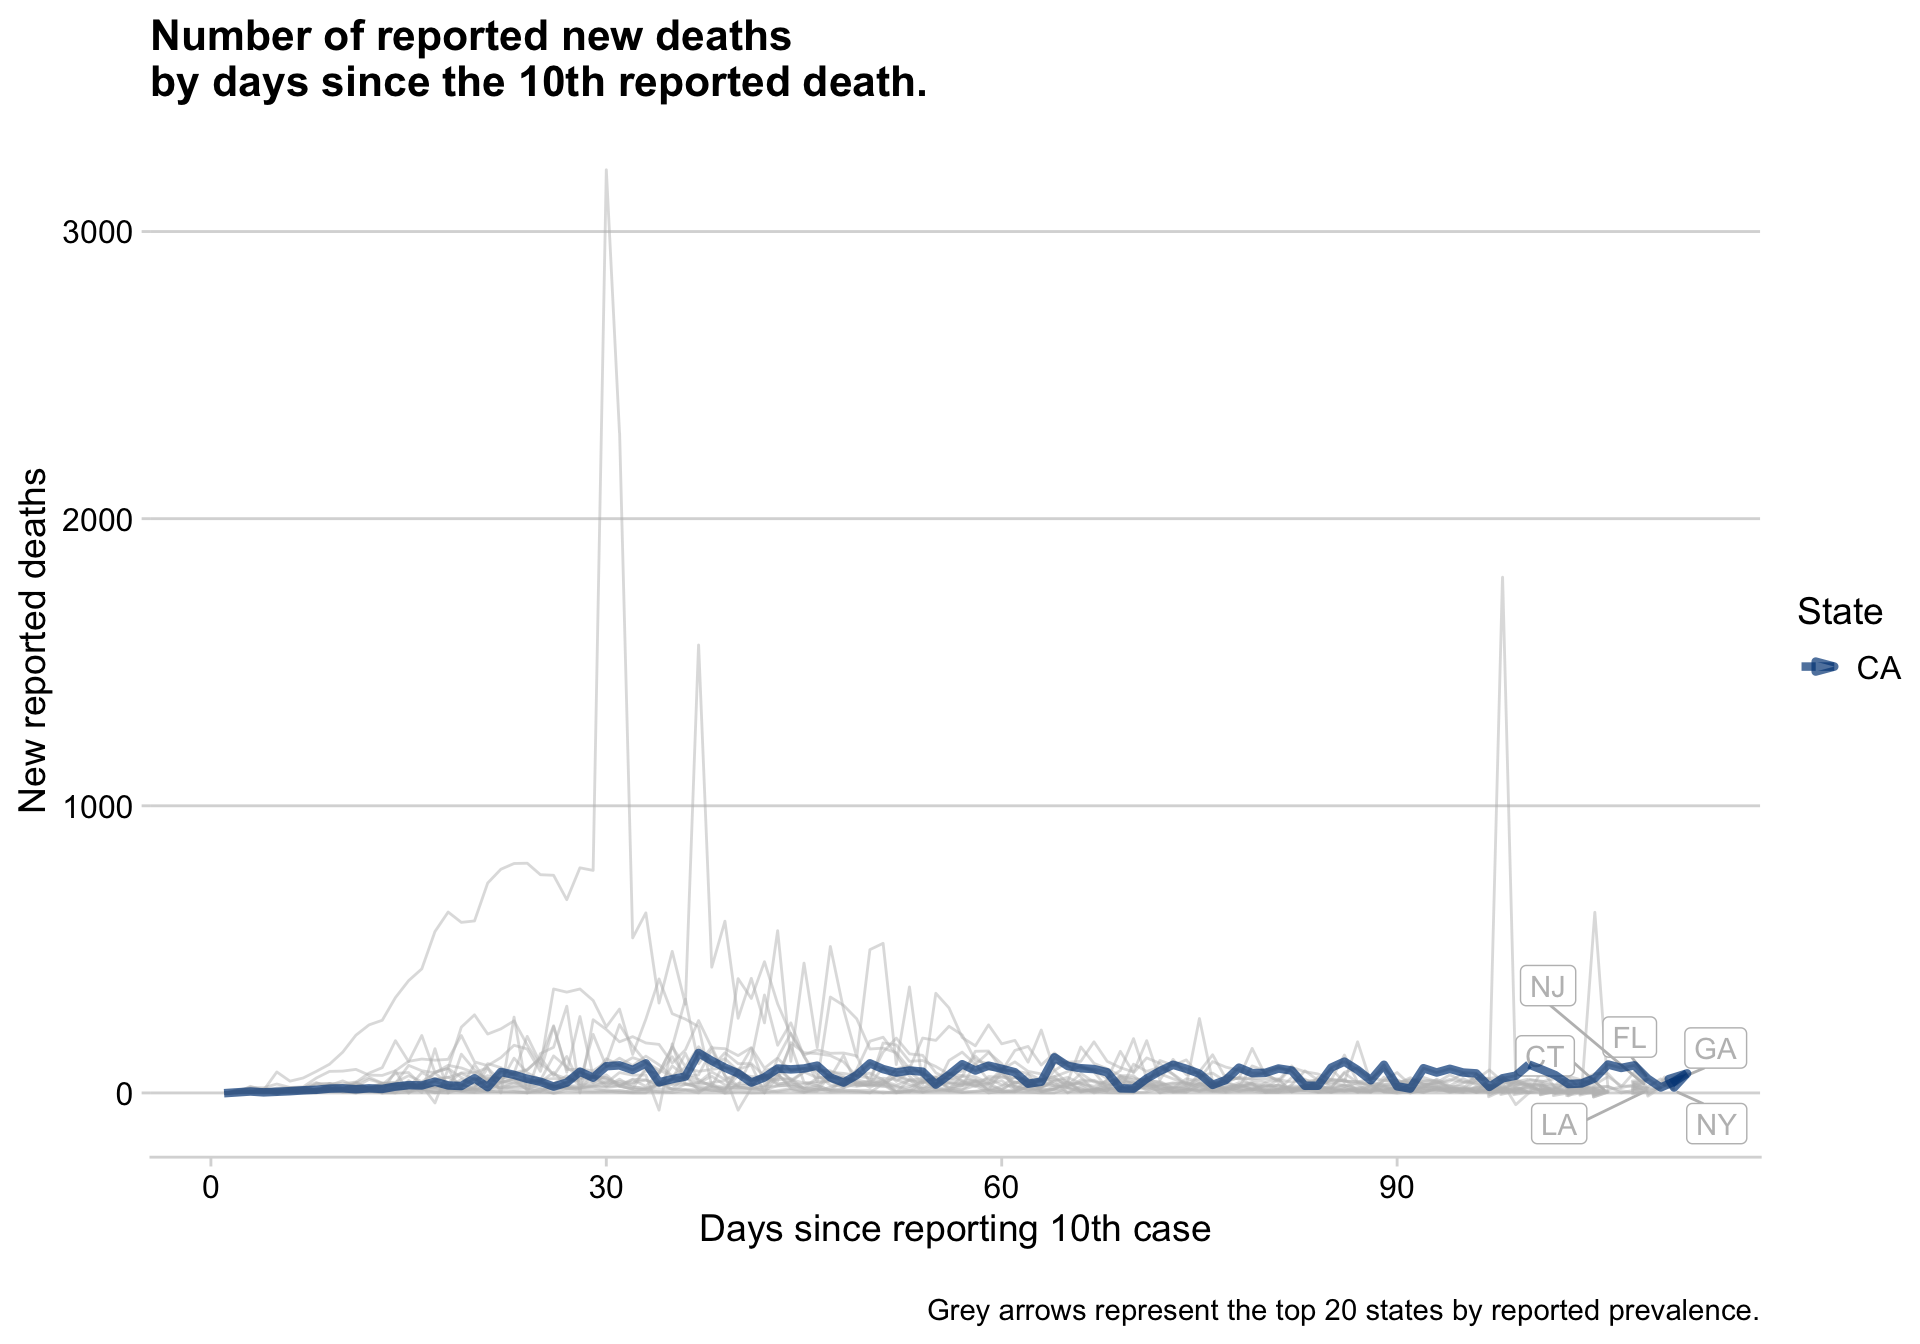 Number of reported new deaths
by days since the 10th reported death.
New reported deaths
3000
2000
1000
0
0
30
60
90
Days since reporting 10th case
NJ
FL
CT
GA
LA
NY
State
CA
Grey arrows represent the top 20 states by reported prevalence.